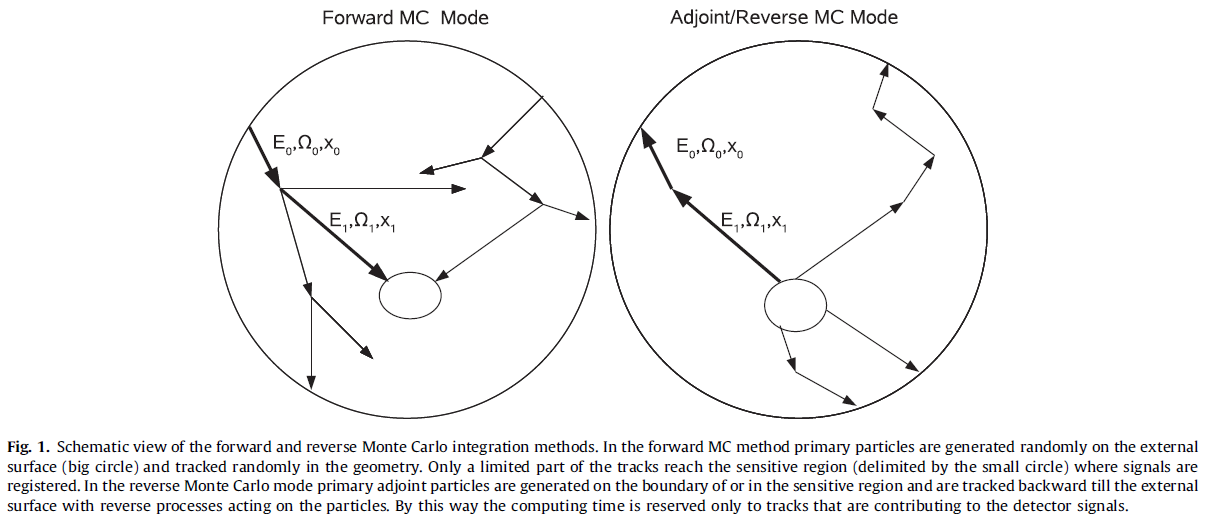 Forward MC Mode
Adjoint/Reverse MC Mode
E₀,Ω₀,x₀
E₁,Ω₁,x₁
E₀,Ω₀,x₀
E₁,Ω₁,x₁
Fig. 1. Schematic view of the forward and reverse Monte Carlo integration methods. In the forward MC method primary particles are generated randomly on the external
surface (big circle) and tracked randomly in the geometry. Only a limited part of the tracks reach the sensitive region (delimited by the small circle) where signals are
registered. In the reverse Monte Carlo mode primary adjoint particles are generated on the boundary of or in the sensitive region and are tracked backward till the external
surface with reverse processes acting on the particles. By this way the computing time is reserved only to tracks that are contributing to the detector signals.